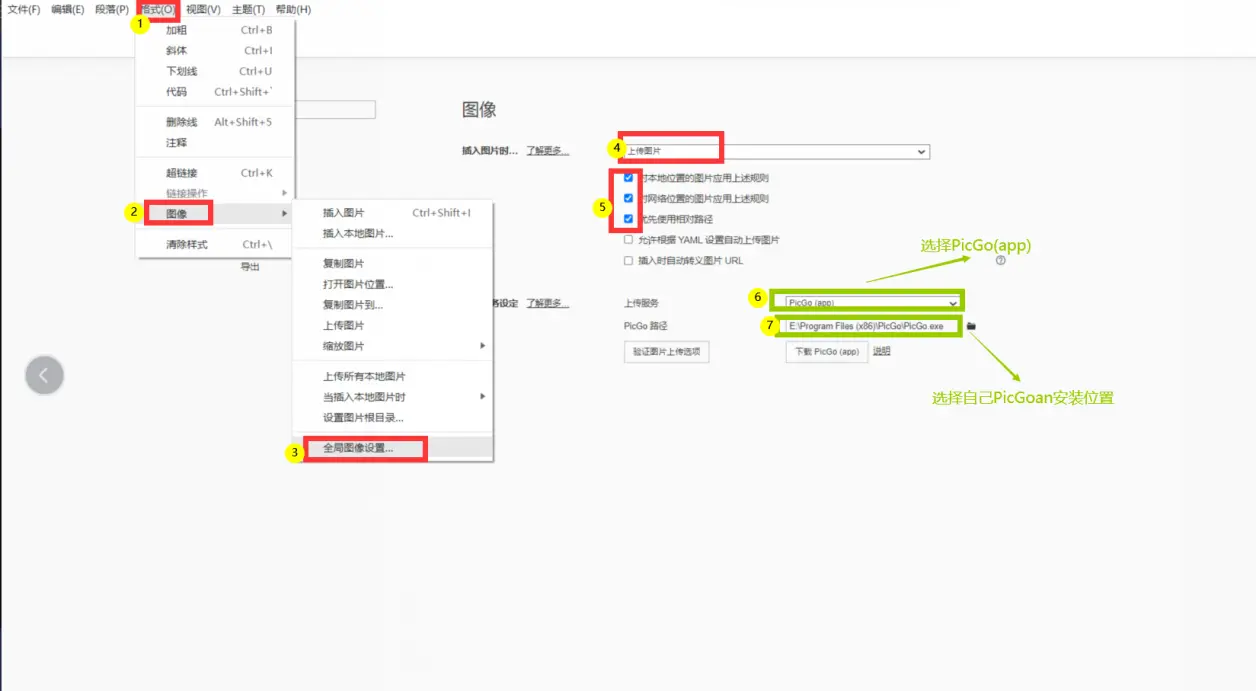 文件(F) 编辑(E) 段落(P) 格式(O) 视图(V) 主题(T) 帮助(H)
1
加粗 Ctrl+B
斜体 Ctrl+I
下划线 Ctrl+U
代码 Ctrl+Shift+`
删除线 Alt+Shift+5
注释
超链接 Ctrl+K
链接操作
2 图像
清除样式 Ctrl+\
导出
插入图片 Ctrl+Shift+I
插入本地图片...
复制图片
打开图片位置...
复制图片到...
上传图片
缩放图片
上传所有本地图片
当插入本地图片时
设置图片根目录...
3 全局图像设置...
图像
插入图片时... 了解更多...
4 上传图片
5
对本地位置的图片应用上述规则
对网络位置的图片应用上述规则
优先使用相对路径
允许根据 YAML 设置自动上传图片
插入时自动转义图片 URL
选择PicGo(app)
务设定 了解更多...
上传服务 6 PicGo (app)
PicGo 路径 7 E:\Program Files (x86)\PicGo\PicGo.exe
验证图片上传选项 下载 PicGo (app) 说明
选择自己PicGoan安装位置